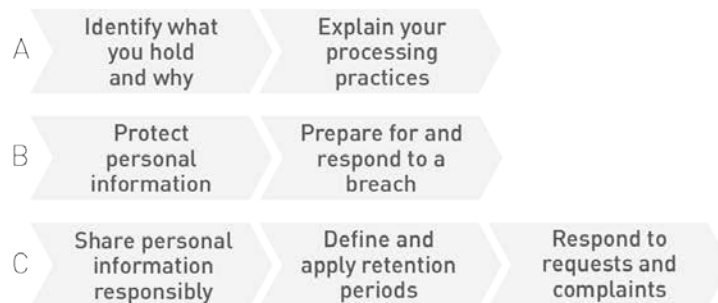 A
Identify what
you hold
and why
Explain your
processing
practices
B
Protect
personal
information
Prepare for and
respond to a
breach
C
Share personal
information
responsibly
Define and
apply retention
periods
Respond to
requests and
complaints